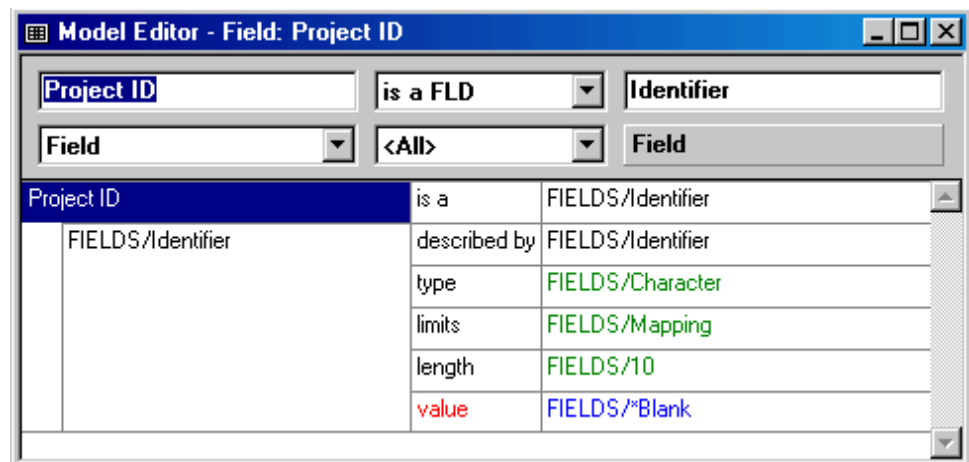 Model Editor - Field: Project ID
Project ID is a FLD Identifier
Field <All> Field
Project ID is a FIELDS/Identifier
FIELDS/Identifier described by FIELDS/Identifier
type FIELDS/Character
limits FIELDS/Mapping
length FIELDS/10
value FIELDS/*Blank